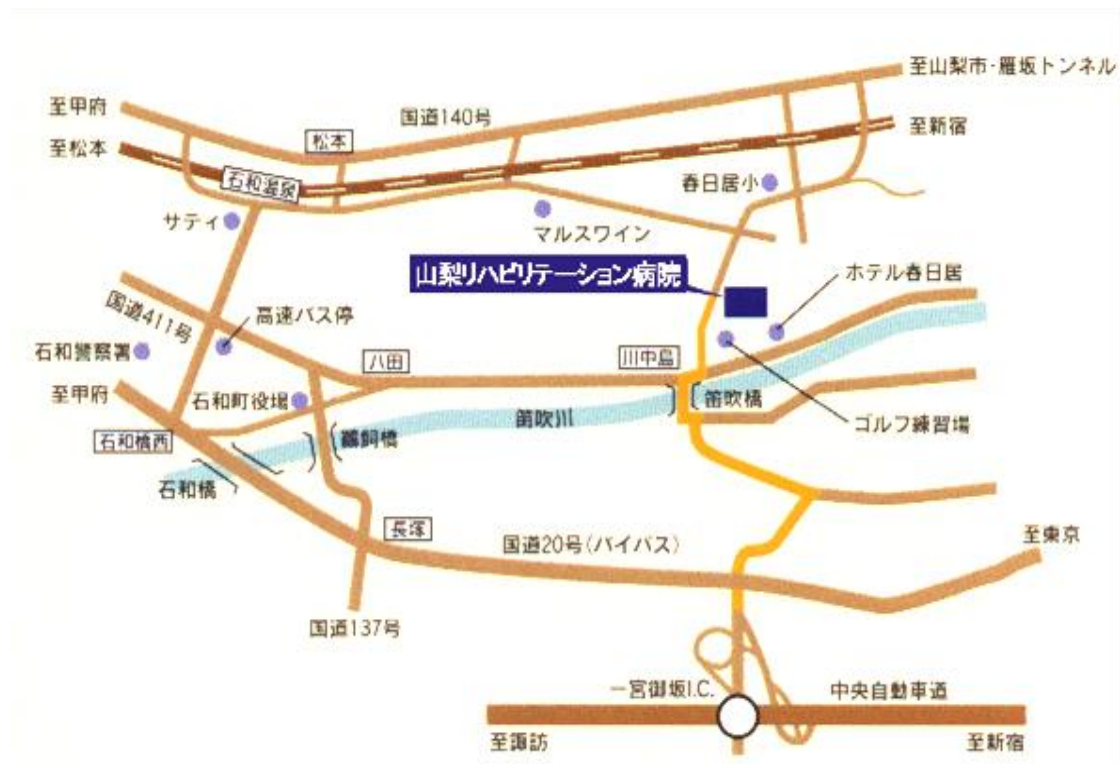 至山梨市･雁坂トンネル
至甲府
国道140号
至新宿
松本
至松本
石和温泉
春日居小
サティ
マルスワイン
山梨リハビリテーション病院
ホテル春日居
国道411号
高速バス停
石和警察署
八田
川中島
至甲府
石和町役場
笛吹橋
笛吹川
ゴルフ練習場
石和橋西
鵜飼橋
石和橋
長塚
国道20号(バイパス)
至東京
国道137号
一宮御坂I.C.
中央自動車道
至諏訪
至新宿